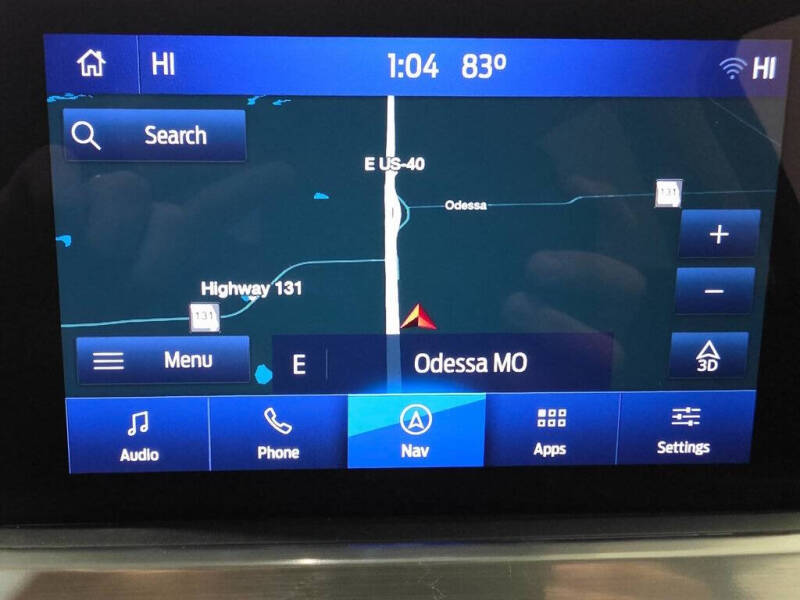 HI 1:04 83º HI
Search
E US-40
131
Odessa
Highway 131
131
+
−
Menu
E Odessa MO
3D
Audio Phone Nav Apps Settings